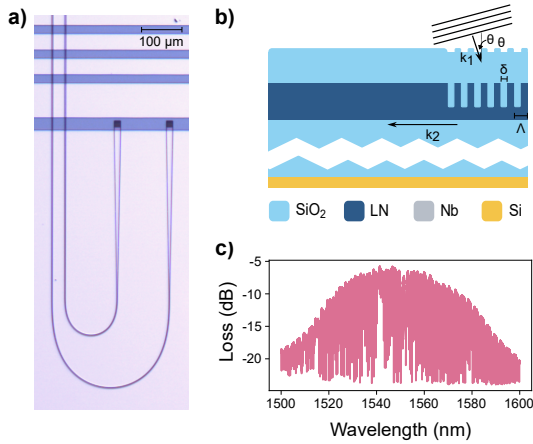 a)
100 µm
b)
θ θ
k₁
δ
k₂
Λ
SiO₂ LN Nb Si
c)
Loss (dB)
-5
-10
-15
-20
1500 1520 1540 1560 1580 1600
Wavelength (nm)